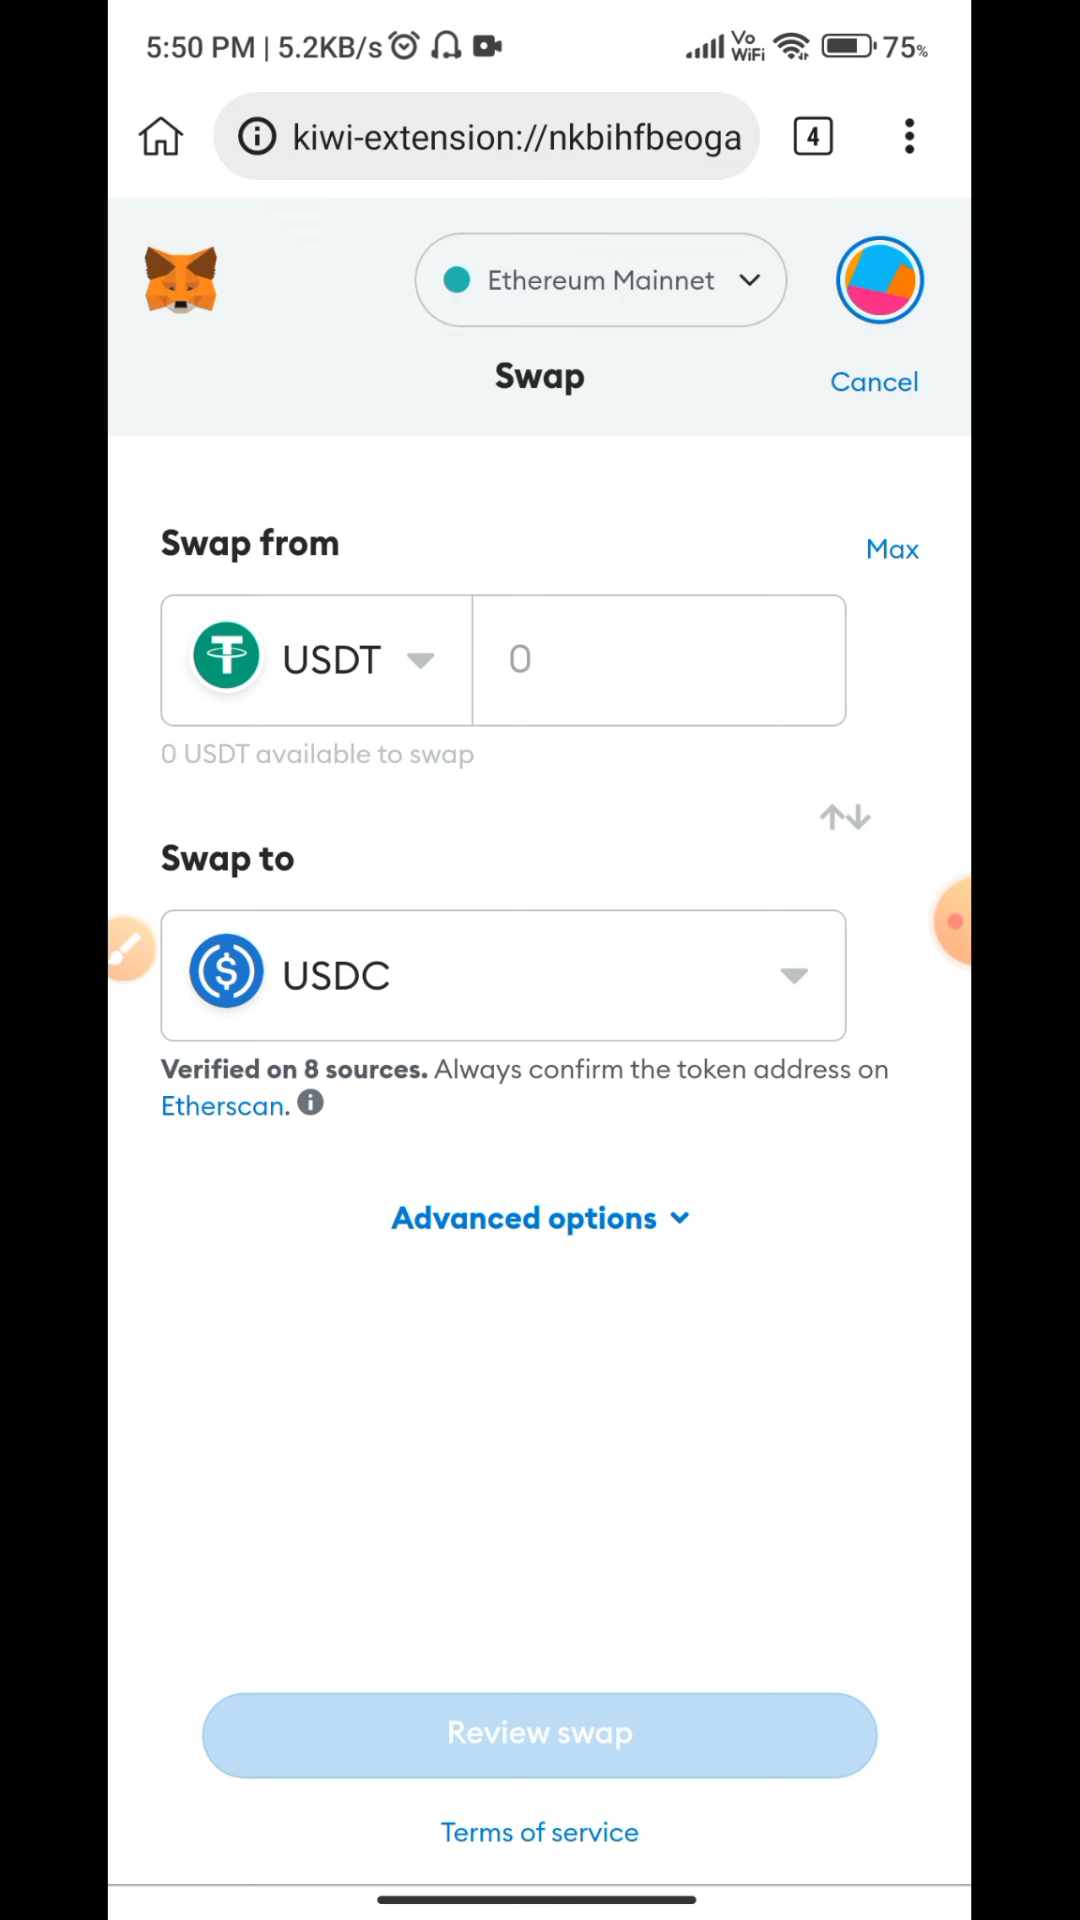 5:50 PM | 5.2KB/s Vo WiFi 75%
kiwi-extension://nkbihfbeoga 4
Ethereum Mainnet
Swap Cancel
Swap from Max
USDT 0
0 USDT available to swap
Swap to
USDC
Verified on 8 sources. Always confirm the token address on
Etherscan.
Advanced options
Review swap
Terms of service